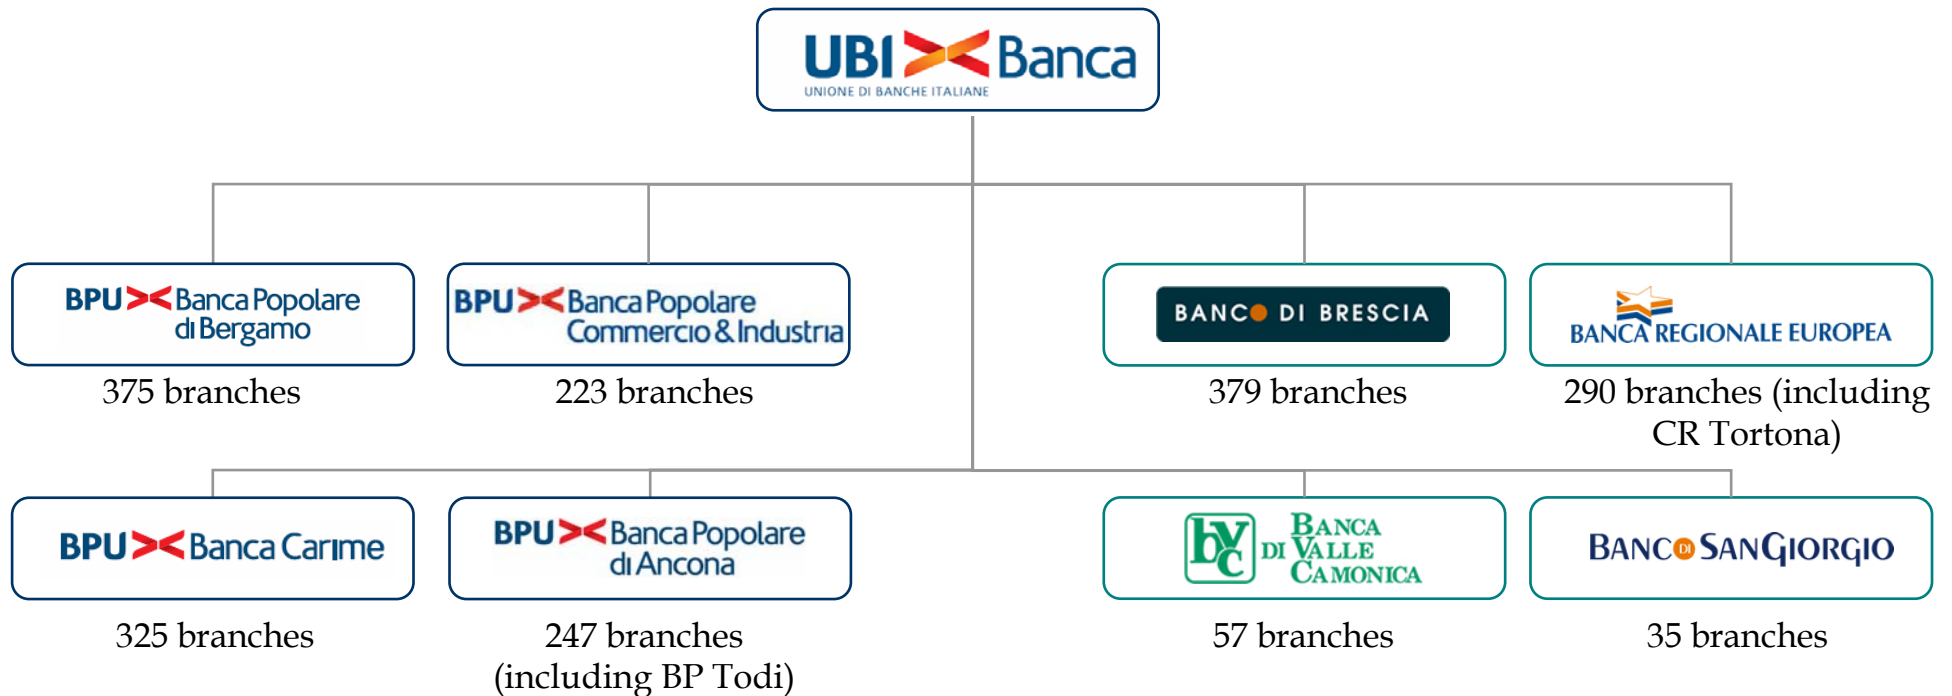 UBI Banca
UNIONE DI BANCHE ITALIANE
BPU Banca Popolare
di Bergamo
375 branches
BPU Banca Popolare
Commercio & Industria
223 branches
BANCO DI BRESCIA
379 branches
BANCA REGIONALE EUROPEA
290 branches (including
CR Tortona)
BPU Banca Carime
325 branches
BPU Banca Popolare
di Ancona
247 branches
(including BP Todi)
bvc
BANCA
DI VALLE
CAMONICA
57 branches
BANCO DI SANGIORGIO
35 branches